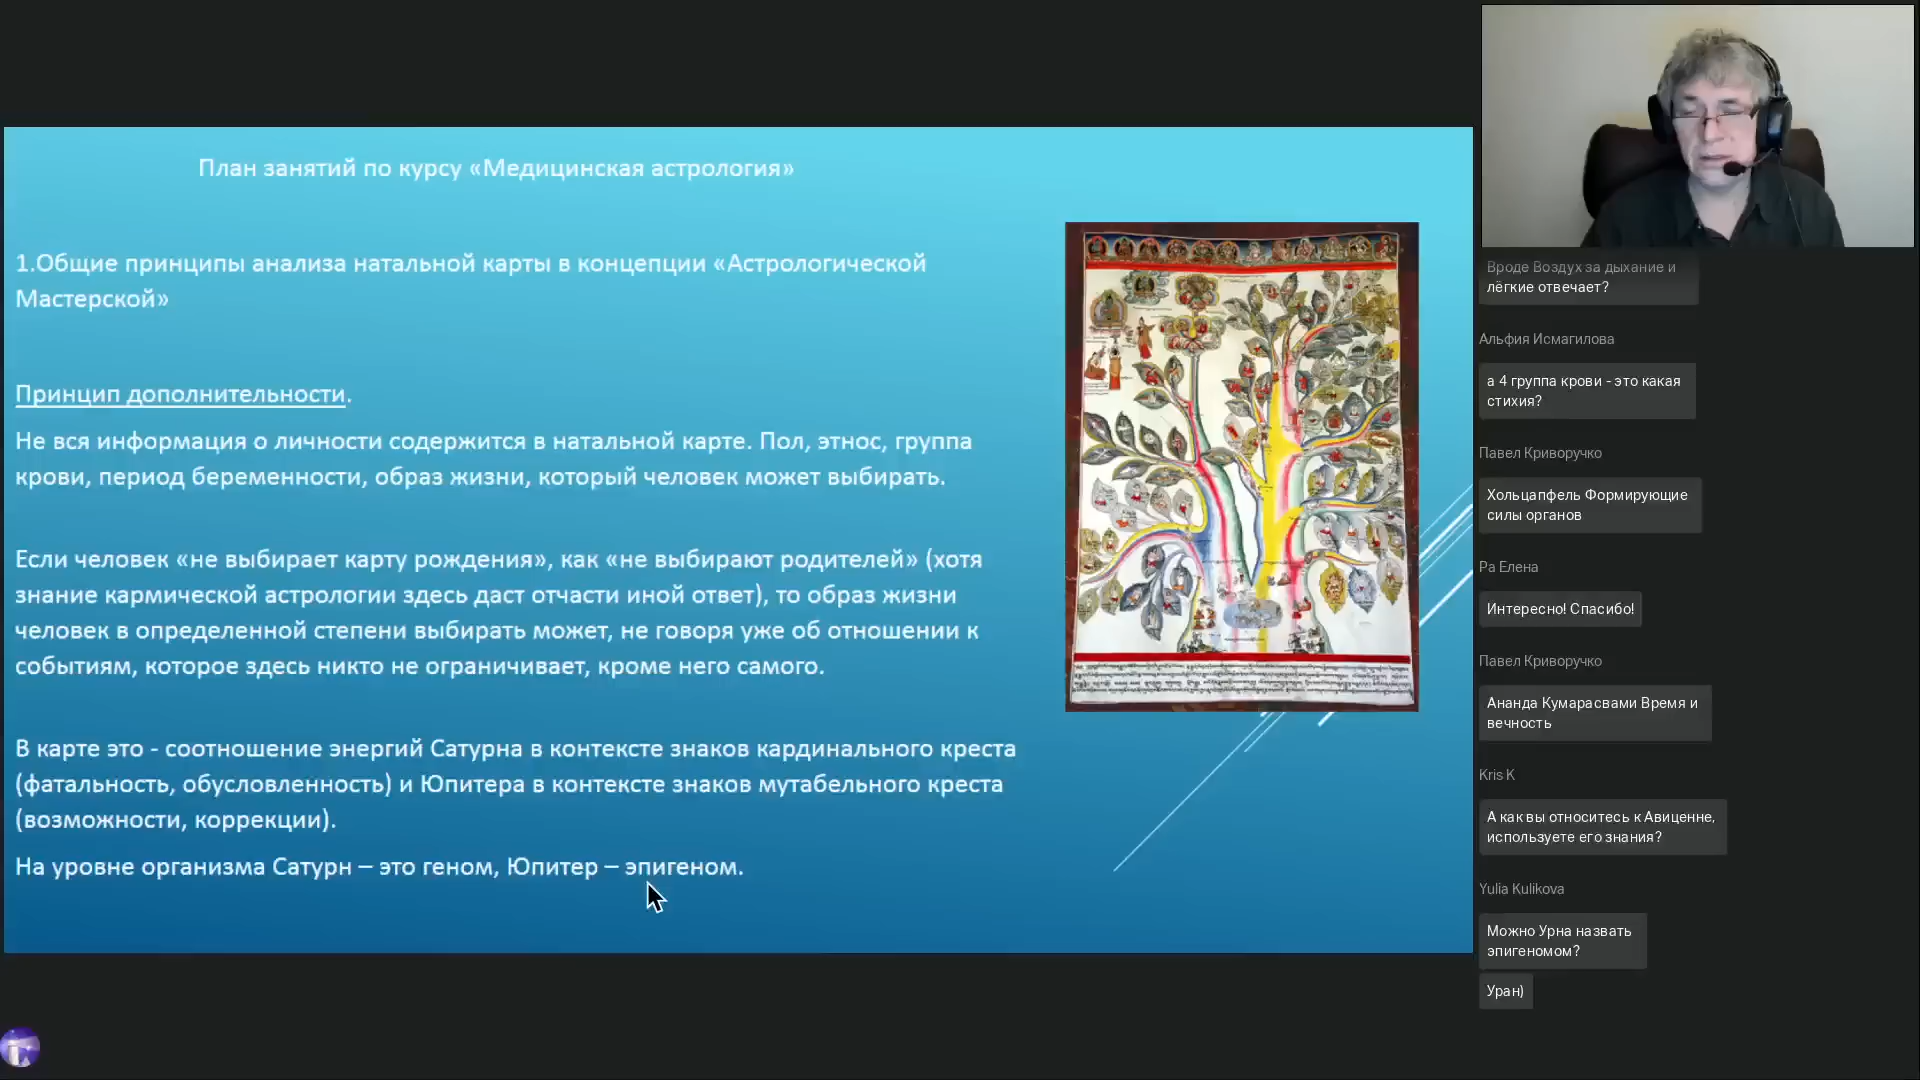 План занятий по курсу «Медицинская астрология»
1.Общие принципы анализа натальной карты в концепции «Астрологической
Мастерской»
Принцип дополнительности.
Не вся информация о личности содержится в натальной карте. Пол, этнос, группа
крови, период беременности, образ жизни, который человек может выбирать.
Если человек «не выбирает карту рождения», как «не выбирают родителей» (хотя
знание кармической астрологии здесь даст отчасти иной ответ), то образ жизни
человек в определенной степени выбирать может, не говоря уже об отношении к
событиям, которое здесь никто не ограничивает, кроме него самого.
В карте это - соотношение энергий Сатурна в контексте знаков кардинального креста
(фатальность, обусловленность) и Юпитера в контексте знаков мутабельного креста
(возможности, коррекции).
На уровне организма Сатурн – это геном, Юпитер – эпигеном.
Вроде Воздух за дыхание и
лёгкие отвечает?
Альфия Исмагилова
а 4 группа крови - это какая
стихия?
Павел Криворучко
Хольцапфель Формирующие
силы органов
Ра Елена
Интересно! Спасибо!
Павел Криворучко
Ананда Кумарасвами Время и
вечность
Kris K
А как вы относитесь к Авиценне,
используете его знания?
Yulia Kulikova
Можно Урна назвать
эпигеномом?
Уран)